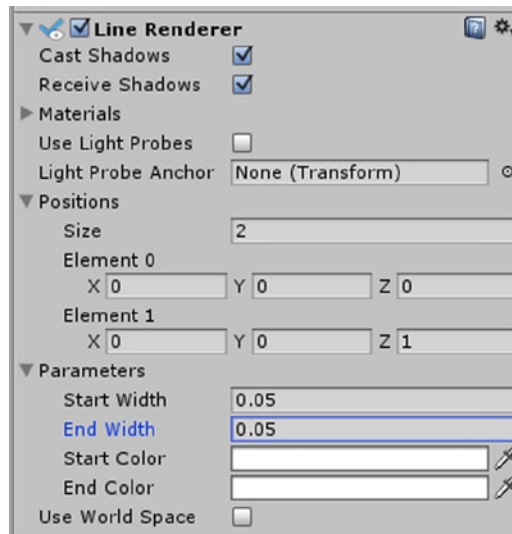 Line Renderer
Cast Shadows
Receive Shadows
Materials
Use Light Probes
Light Probe Anchor None (Transform)
Positions
Size 2
Element 0
X 0 Y 0 Z 0
Element 1
X 0 Y 0 Z 1
Parameters
Start Width 0.05
End Width 0.05
Start Color
End Color
Use World Space